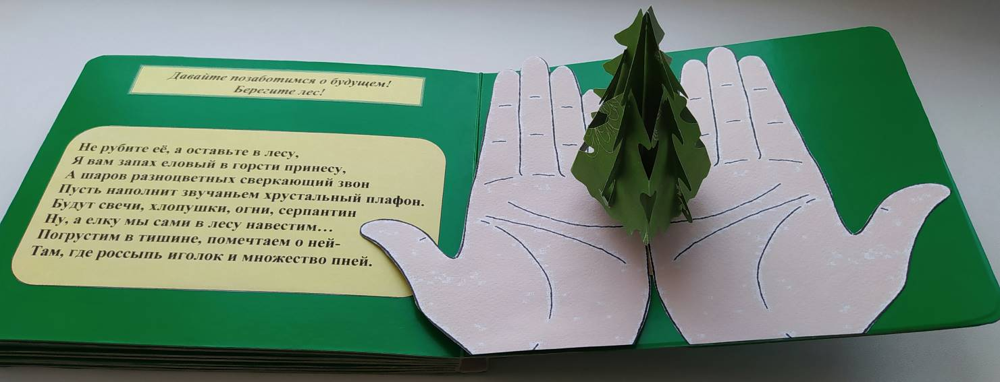 Давайте позаботимся о будущем!
Берегите лес!
Не рубите её, а оставьте в лесу,
Я вам запах еловый в горсти принесу,
А шаров разноцветных сверкающий звон
Пусть наполнит звучаньем хрустальный плафон.
Будут свечи, хлопушки, огни, серпантин
Ну, а елку мы сами в лесу навестим...
Погрустим в тишине, помечтаем о ней-
Там, где россыпь иголок и множество пней.